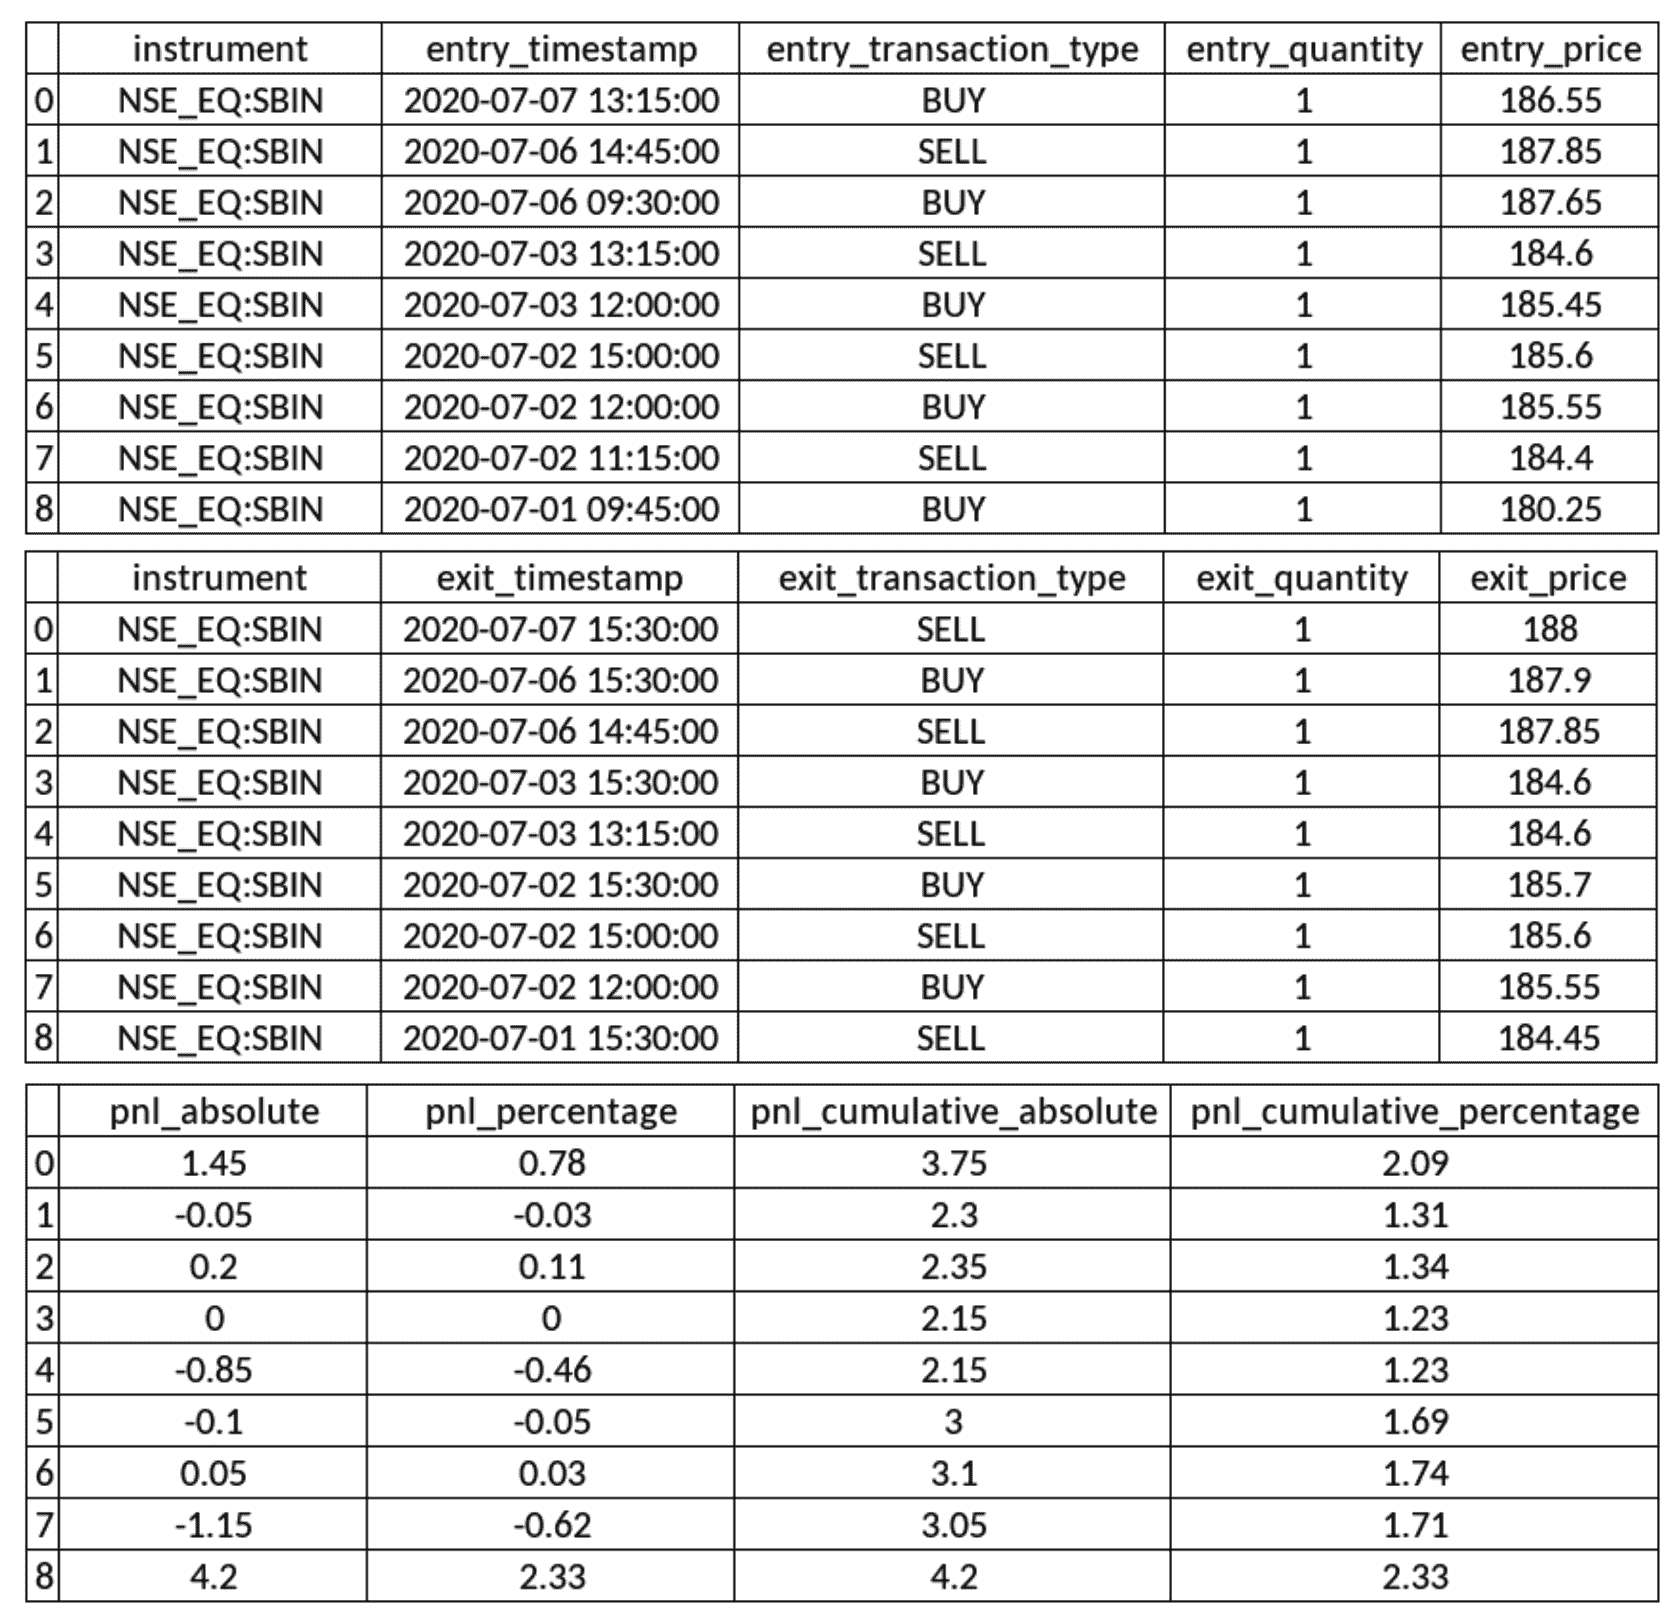 instrument entry_timestamp entry_transaction_type entry_quantity entry_price
0 NSE_EQ:SBIN 2020-07-07 13:15:00 BUY 1 186.55
1 NSE_EQ:SBIN 2020-07-06 14:45:00 SELL 1 187.85
2 NSE_EQ:SBIN 2020-07-06 09:30:00 BUY 1 187.65
3 NSE_EQ:SBIN 2020-07-03 13:15:00 SELL 1 184.6
4 NSE_EQ:SBIN 2020-07-03 12:00:00 BUY 1 185.45
5 NSE_EQ:SBIN 2020-07-02 15:00:00 SELL 1 185.6
6 NSE_EQ:SBIN 2020-07-02 12:00:00 BUY 1 185.55
7 NSE_EQ:SBIN 2020-07-02 11:15:00 SELL 1 184.4
8 NSE_EQ:SBIN 2020-07-01 09:45:00 BUY 1 180.25
instrument exit_timestamp exit_transaction_type exit_quantity exit_price
0 NSE_EQ:SBIN 2020-07-07 15:30:00 SELL 1 188
1 NSE_EQ:SBIN 2020-07-06 15:30:00 BUY 1 187.9
2 NSE_EQ:SBIN 2020-07-06 14:45:00 SELL 1 187.85
3 NSE_EQ:SBIN 2020-07-03 15:30:00 BUY 1 184.6
4 NSE_EQ:SBIN 2020-07-03 13:15:00 SELL 1 184.6
5 NSE_EQ:SBIN 2020-07-02 15:30:00 BUY 1 185.7
6 NSE_EQ:SBIN 2020-07-02 15:00:00 SELL 1 185.6
7 NSE_EQ:SBIN 2020-07-02 12:00:00 BUY 1 185.55
8 NSE_EQ:SBIN 2020-07-01 15:30:00 SELL 1 184.45
pnl_absolute pnl_percentage pnl_cumulative_absolute pnl_cumulative_percentage
0 1.45 0.78 3.75 2.09
1 -0.05 -0.03 2.3 1.31
2 0.2 0.11 2.35 1.34
3 0 0 2.15 1.23
4 -0.85 -0.46 2.15 1.23
5 -0.1 -0.05 3 1.69
6 0.05 0.03 3.1 1.74
7 -1.15 -0.62 3.05 1.71
8 4.2 2.33 4.2 2.33